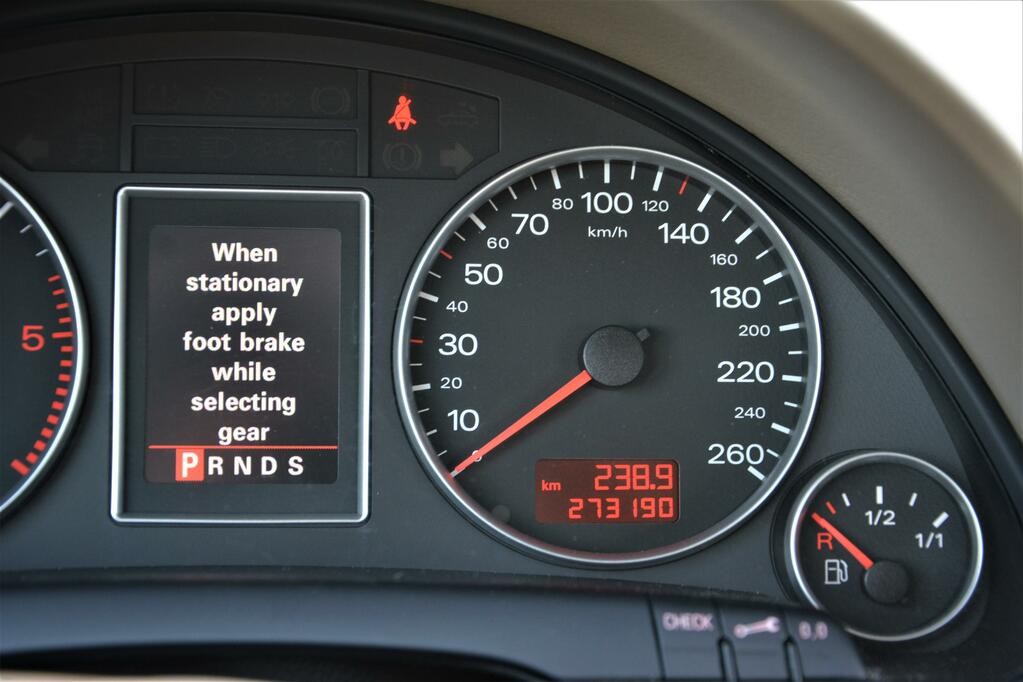 When
stationary
apply
foot brake
while
selecting
gear
P R N D S
5
80 100 120
70 km/h 140
60 160
50 180
40 200
30 220
20 240
10 260
km 238.9
273190
1/2
R 1/1
CHECK 0,0